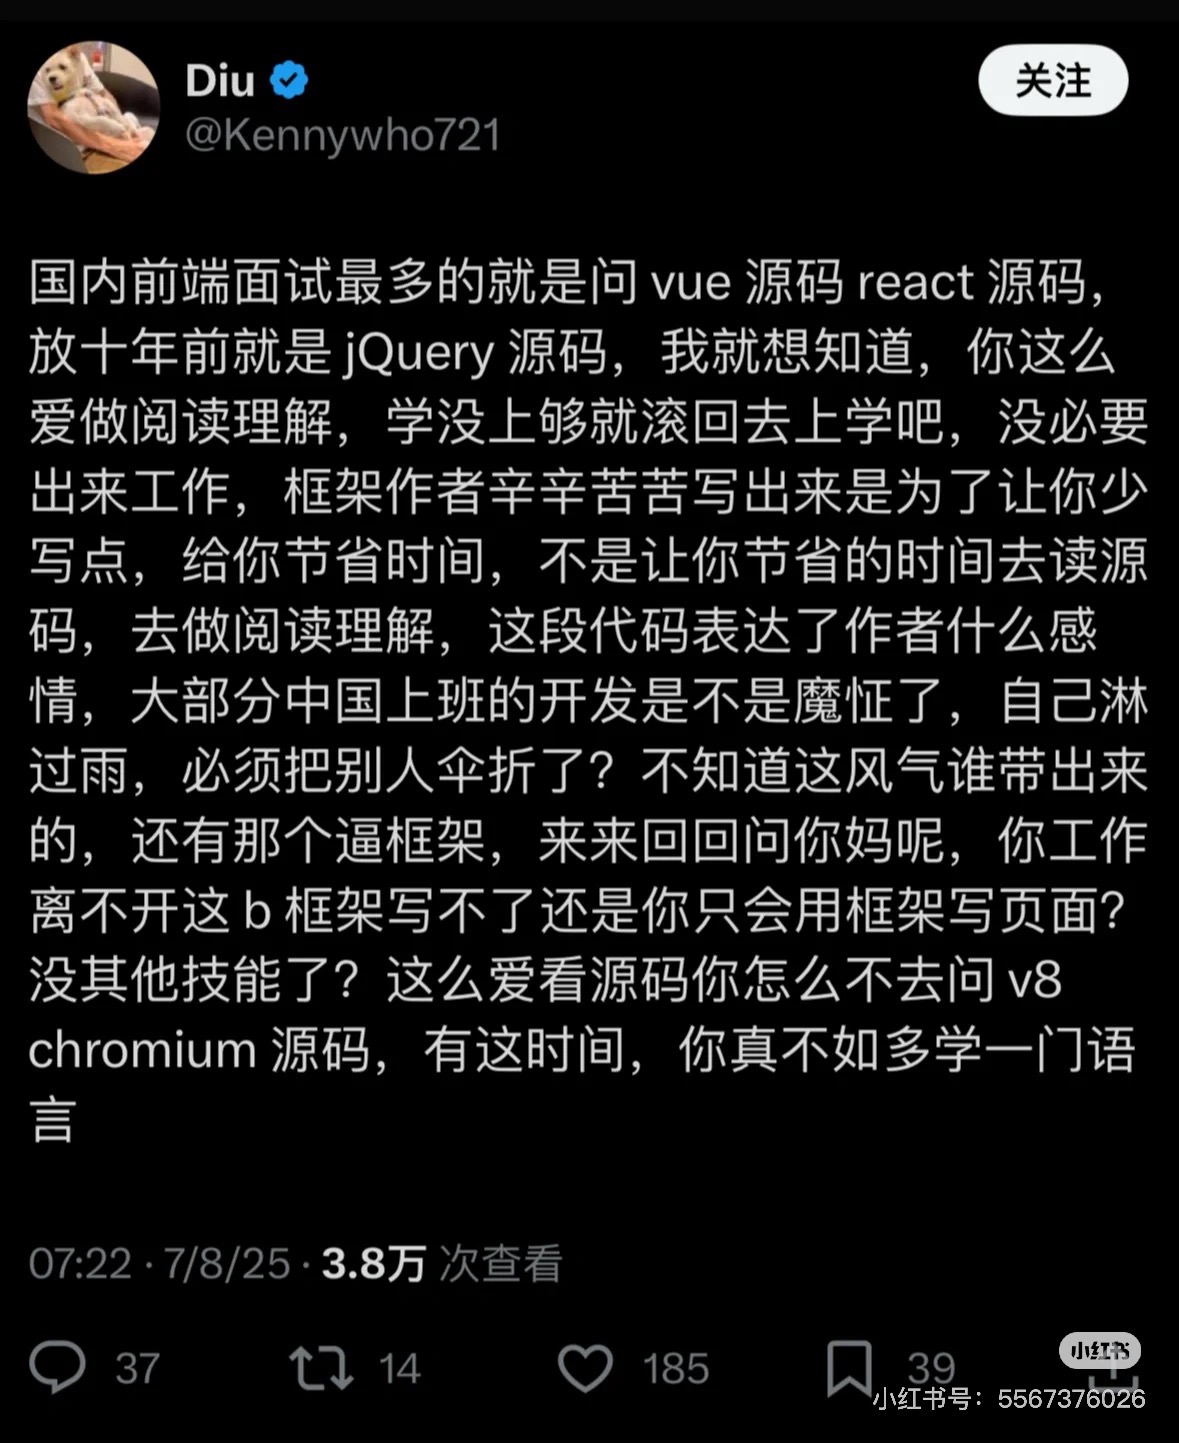 Diu
@Kennywho721
关注
国内前端面试最多的就是问 vue 源码 react 源码，
放十年前就是 jQuery 源码，我就想知道，你这么
爱做阅读理解，学没上够就滚回去上学吧，没必要
出来工作，框架作者辛辛苦苦写出来是为了让你少
写点，给你节省时间，不是让你节省的时间去读源
码，去做阅读理解，这段代码表达了作者什么感
情，大部分中国上班的开发是不是魔怔了，自己淋
过雨，必须把别人伞折了？不知道这风气谁带出来
的，还有那个逼框架，来来回回问你妈呢，你工作
离不开这 b 框架写不了还是你只会用框架写页面？
没其他技能了？这么爱看源码你怎么不去问 v8
chromium 源码，有这时间，你真不如多学一门语
言
07:22 · 7/8/25 · 3.8万 次查看
37 14 185 39
小红书
小红书号：5567376026